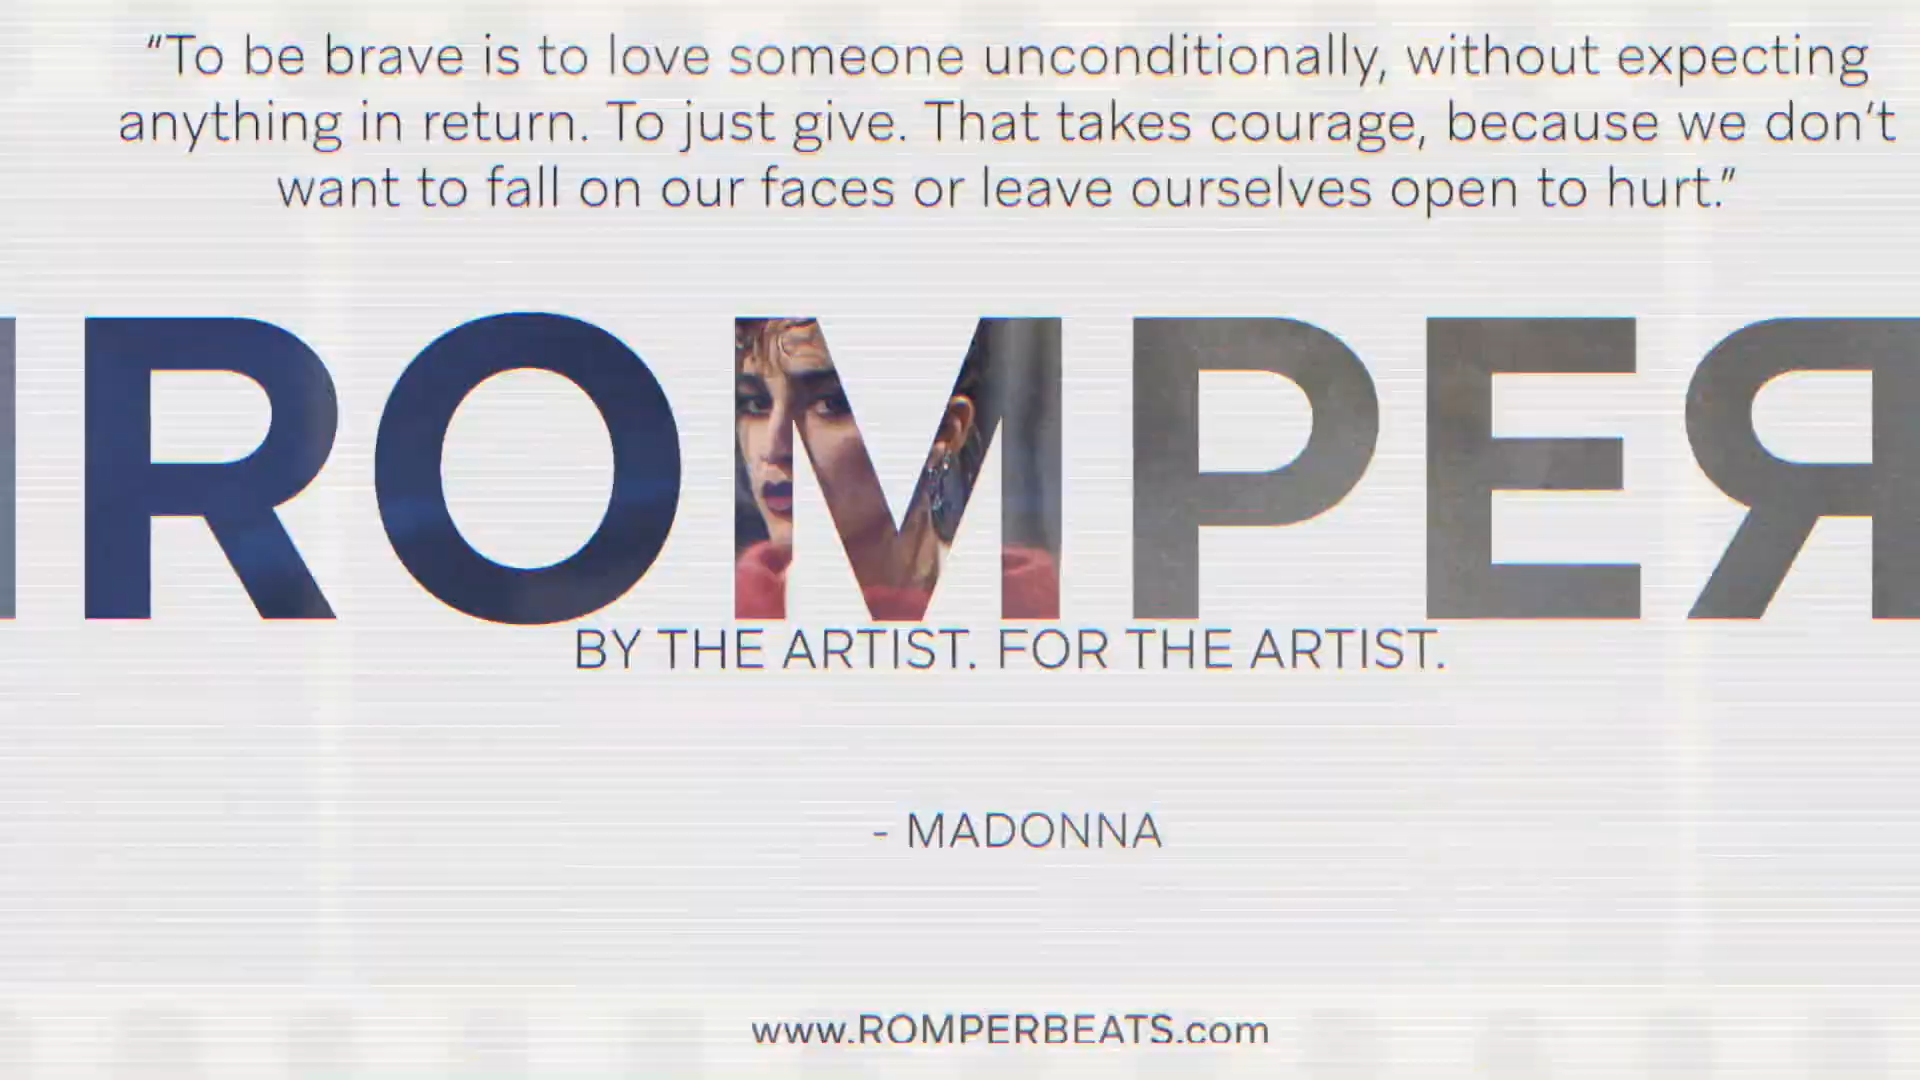 “To be brave is to love someone unconditionally, without expecting
anything in return. To just give. That takes courage, because we don’t
want to fall on our faces or leave ourselves open to hurt.”
ROMPEЯ
BY THE ARTIST. FOR THE ARTIST.
- MADONNA
www.ROMPERBEATS.com